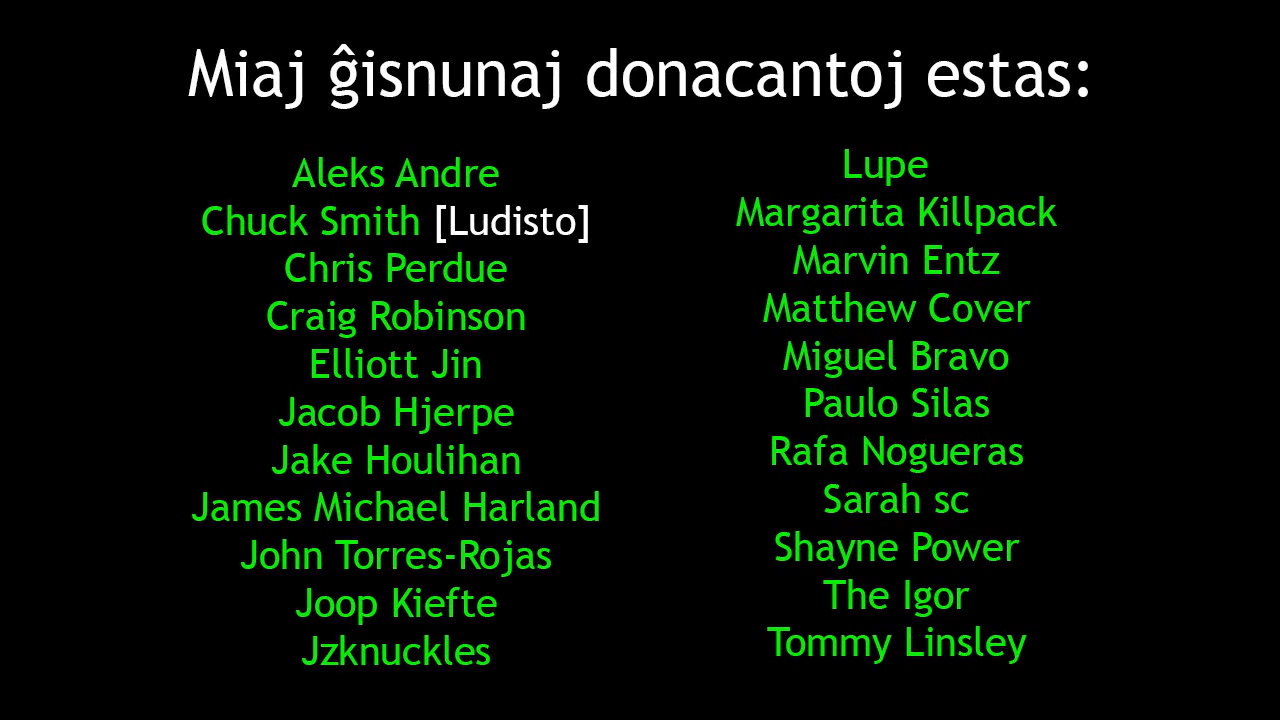 Miaj ĝisnunaj donacantoj estas:
Aleks Andre
Chuck Smith [Ludisto]
Chris Perdue
Craig Robinson
Elliott Jin
Jacob Hjerpe
Jake Houlihan
James Michael Harland
John Torres-Rojas
Joop Kiefte
Jzknuckles
Lupe
Margarita Killpack
Marvin Entz
Matthew Cover
Miguel Bravo
Paulo Silas
Rafa Nogueras
Sarah sc
Shayne Power
The Igor
Tommy Linsley